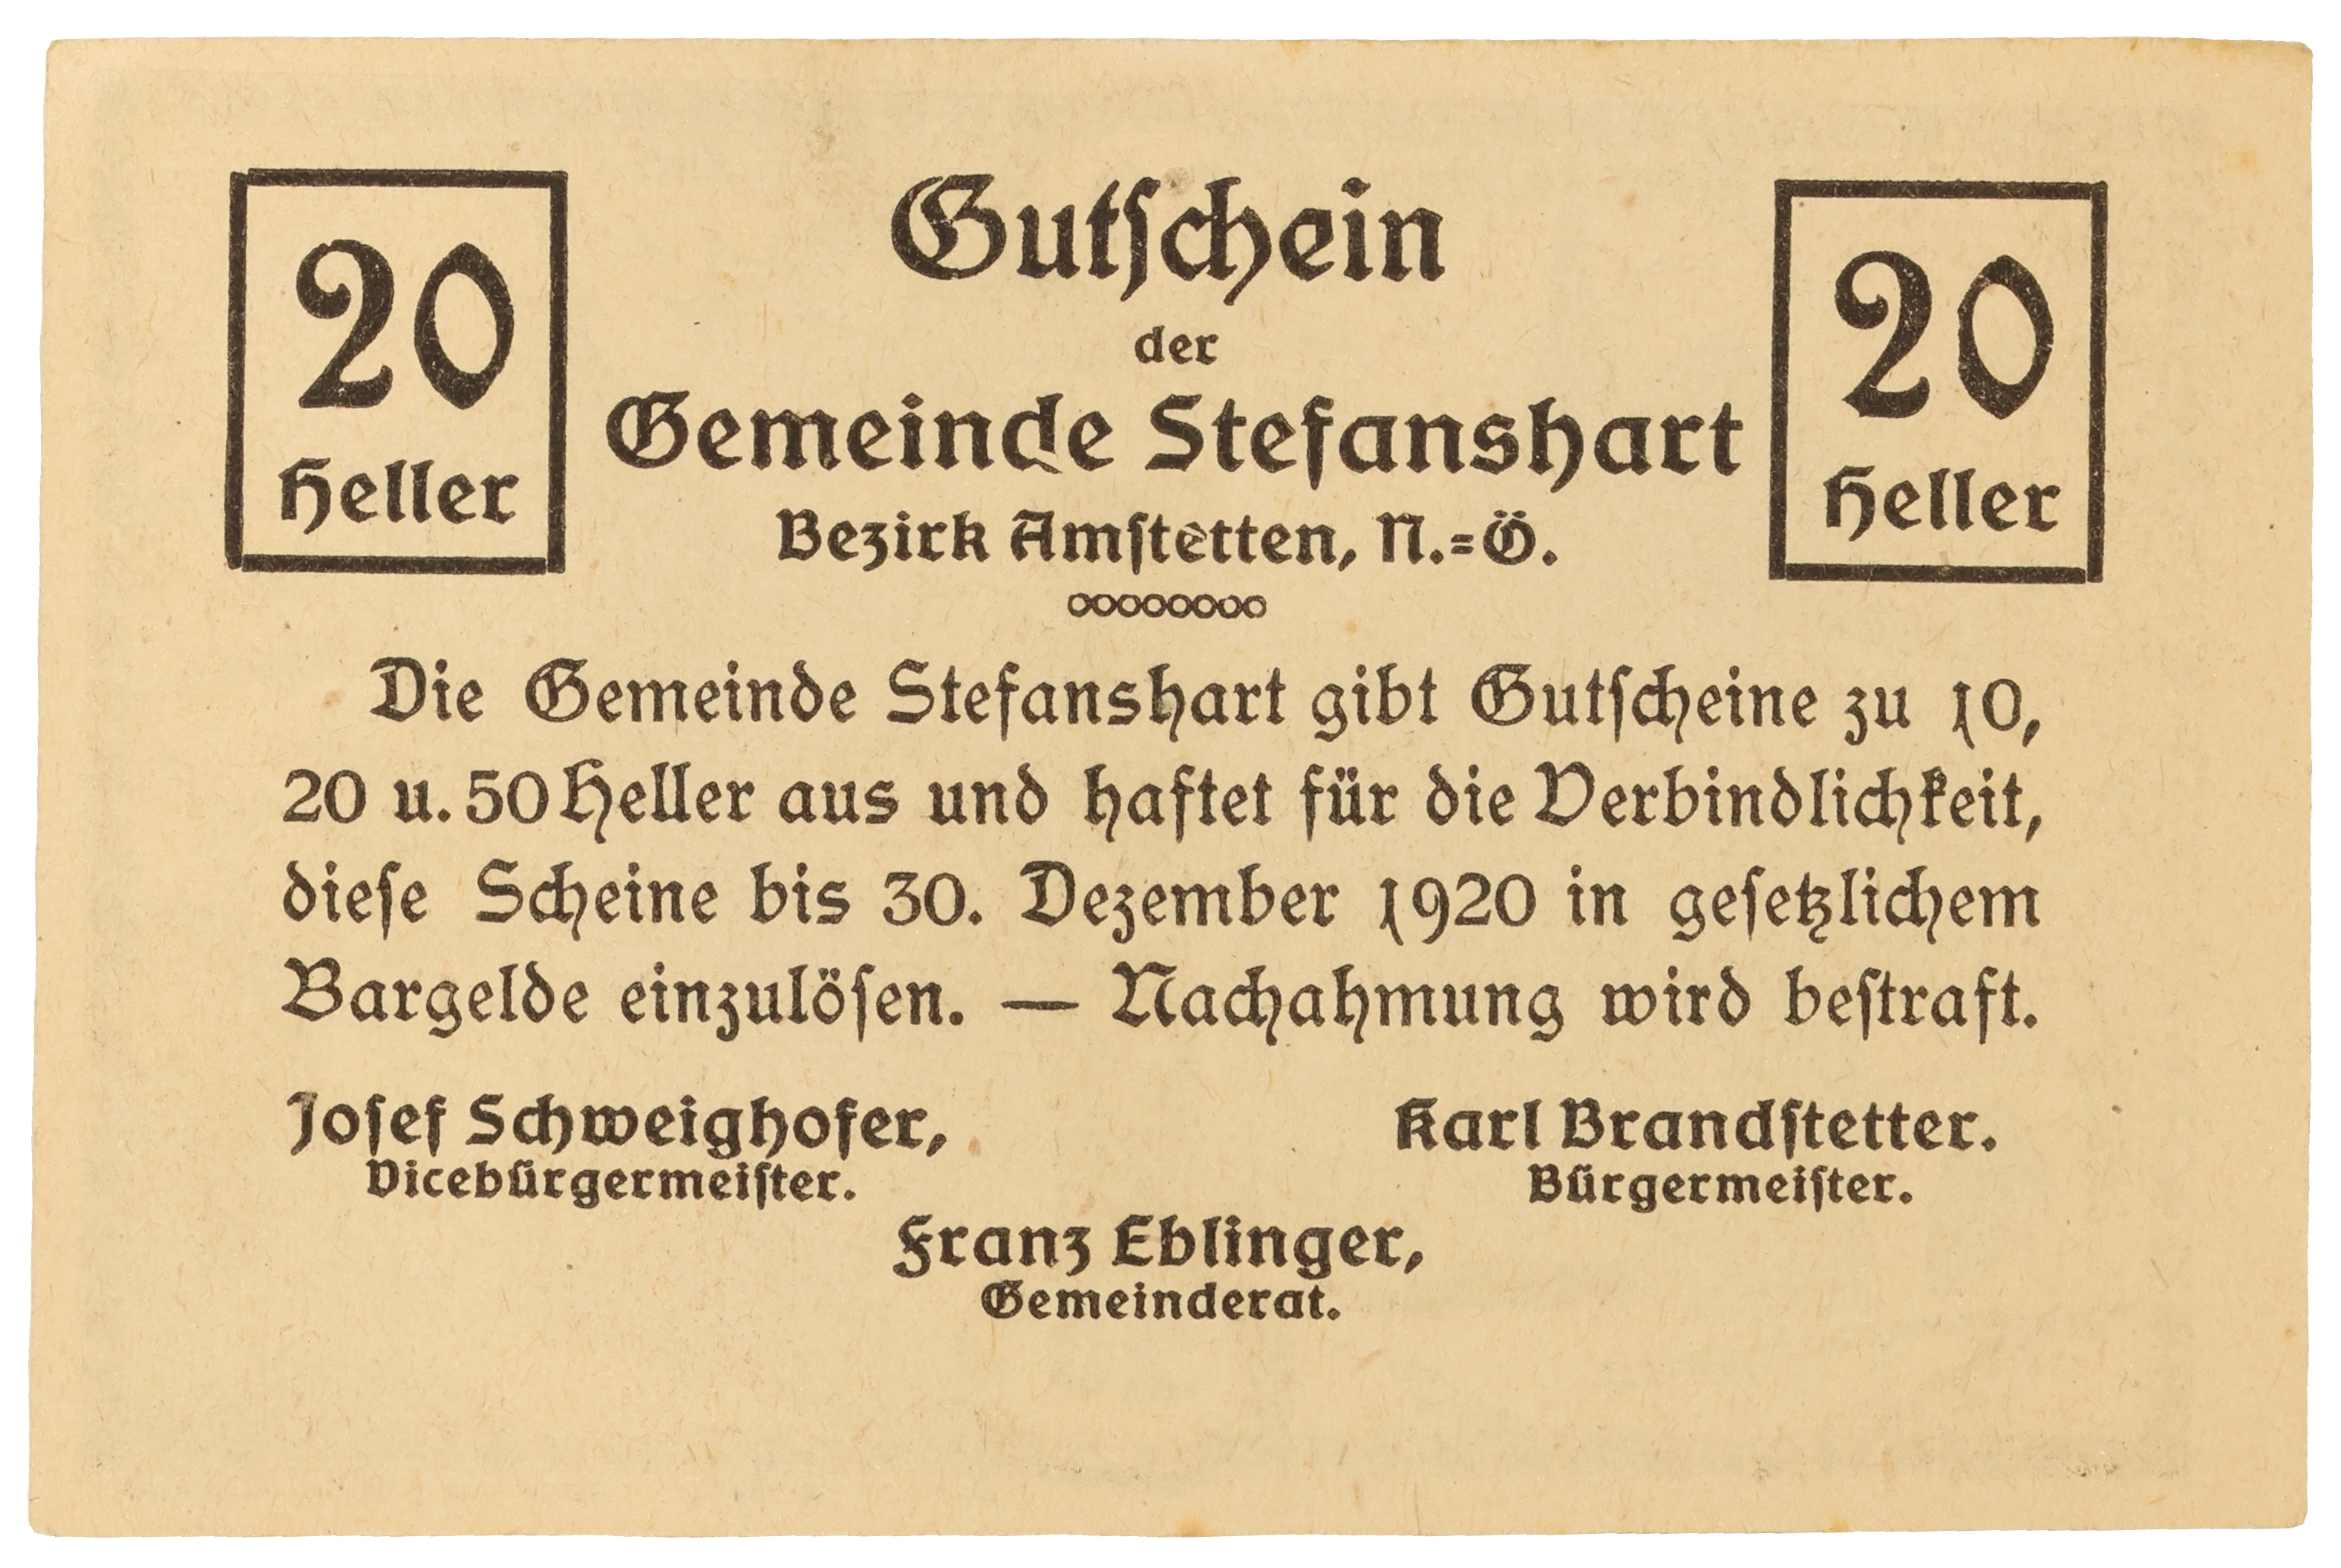 20
Heller
Gutschein
der
Gemeinde Stefanshart
Bezirk Amstetten, N.=Ö.
20
Heller
Die Gemeinde Stefanshart gibt Gutscheine zu 10,
20 u. 50 Heller aus und haftet für die Verbindlichkeit,
diese Scheine bis 30. Dezember 1920 in gesetzlichem
Bargelde einzulösen. — Nachahmung wird bestraft.
Josef Schweighofer,
Vicebürgermeister.
Karl Brandstetter.
Bürgermeister.
Franz Eblinger,
Gemeinderat.